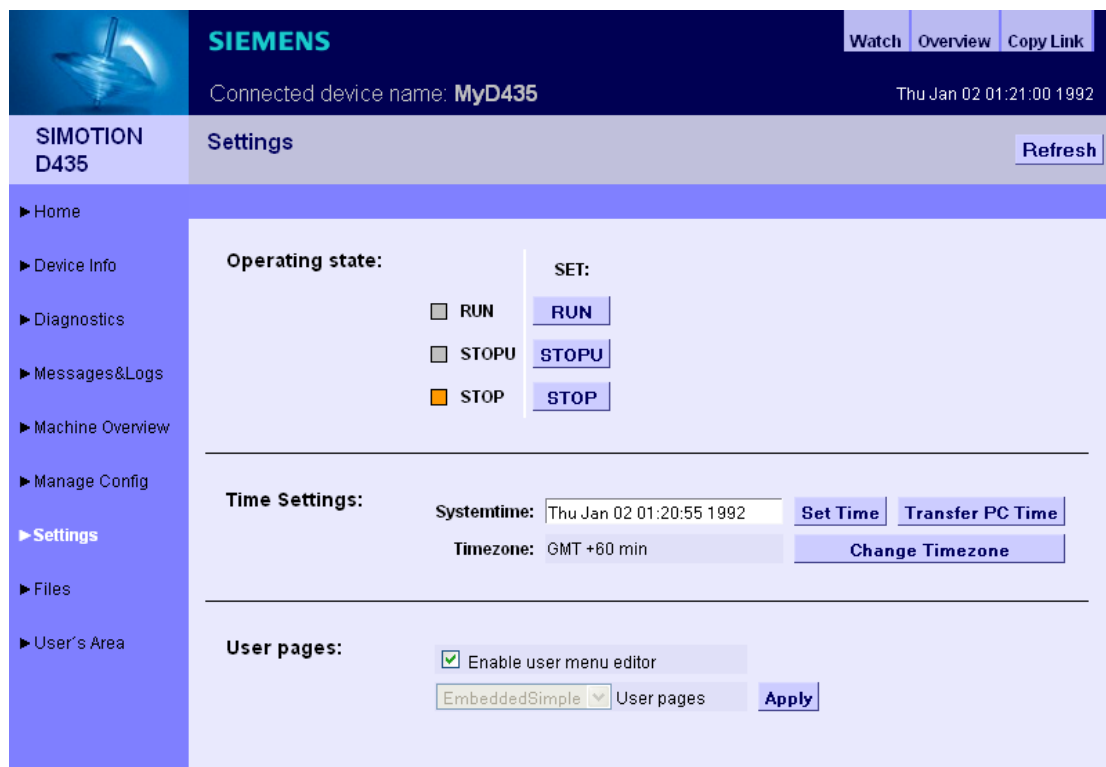 SIEMENS
Watch Overview Copy Link
Connected device name: MyD435
Thu Jan 02 01:21:00 1992
SIMOTION
D435
Settings
Refresh
Home
Device Info
Diagnostics
Messages&Logs
Machine Overview
Manage Config
Settings
Files
User´s Area
Operating state:
SET:
RUN RUN
STOPU STOPU
STOP STOP
Time Settings:
Systemtime: Thu Jan 02 01:20:55 1992 Set Time Transfer PC Time
Timezone: GMT +60 min Change Timezone
User pages:
Enable user menu editor
EmbeddedSimple User pages Apply